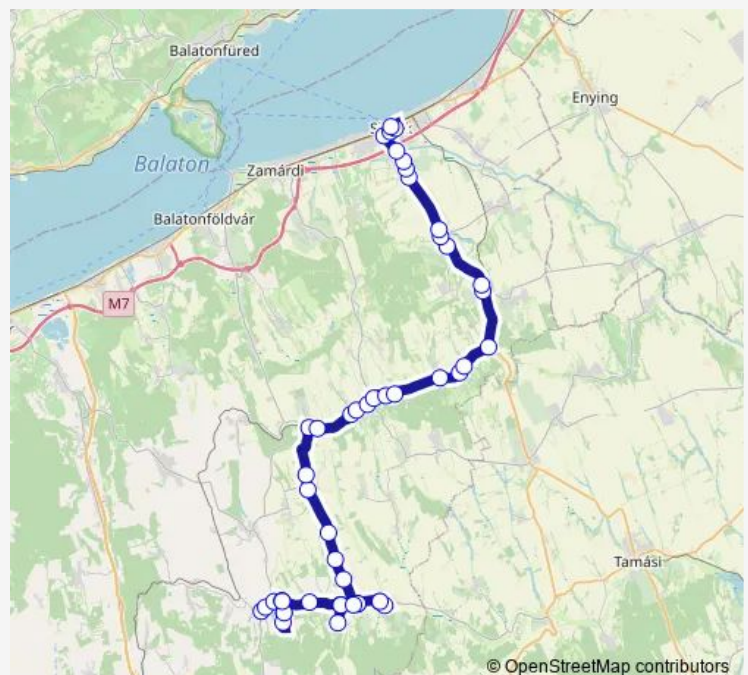 Balatonfüred
Enying
Balaton
Zamárdi
Balatonföldvár
M7
Tamási
© OpenStreetMap contributors